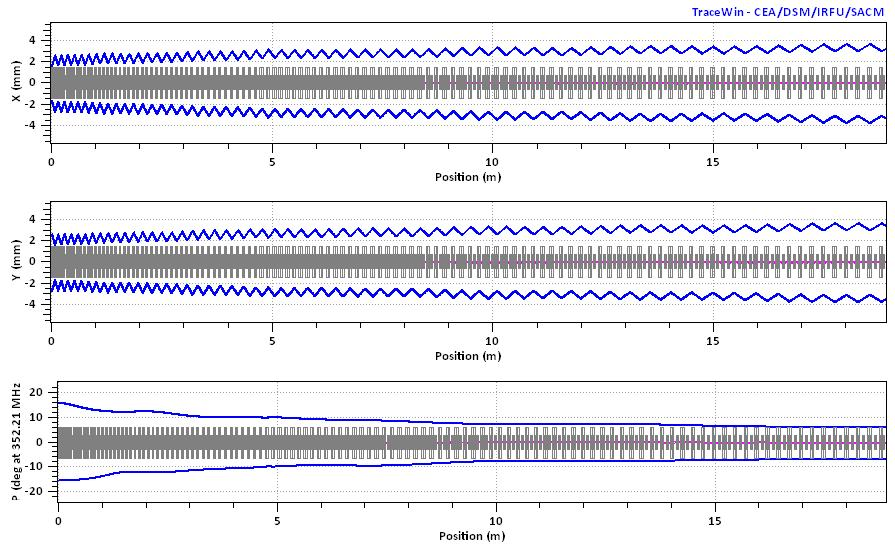 TraceWin - CEA/DSM/IRFU/SACM
X (mm)
4
2
0
-2
-4
0 5 10 15
Position (m)
Y (mm)
4
2
0
-2
-4
0 5 10 15
Position (m)
P (deg at 352.21 MHz
20
10
0
-10
-20
0 5 10 15
Position (m)